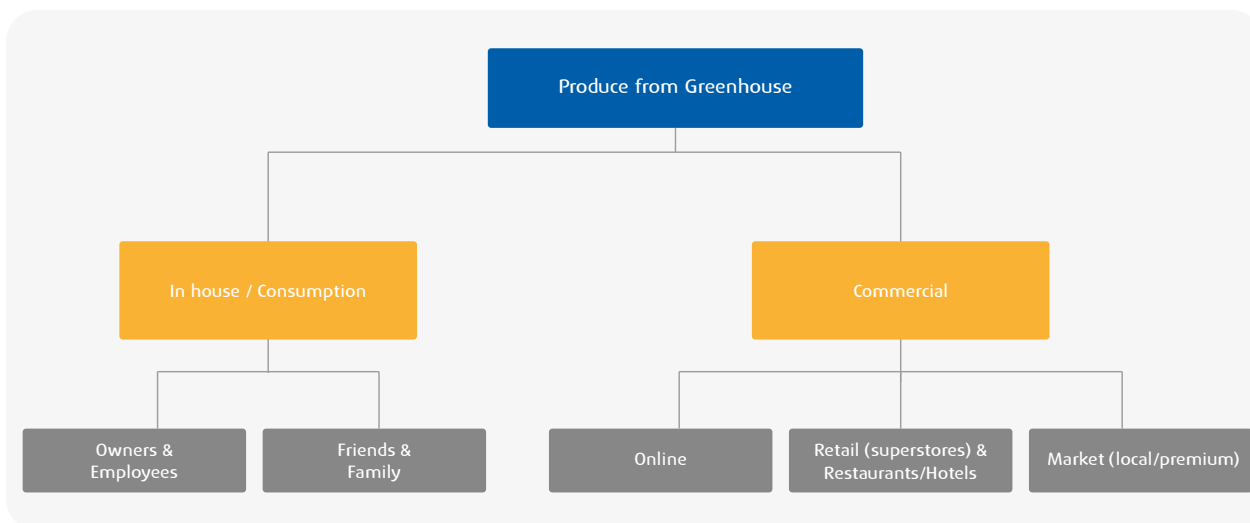 Produce from Greenhouse
In house / Consumption
Commercial
Owners &
Employees
Friends &
Family
Online
Retail (superstores) &
Restaurants/Hotels
Market (local/premium)